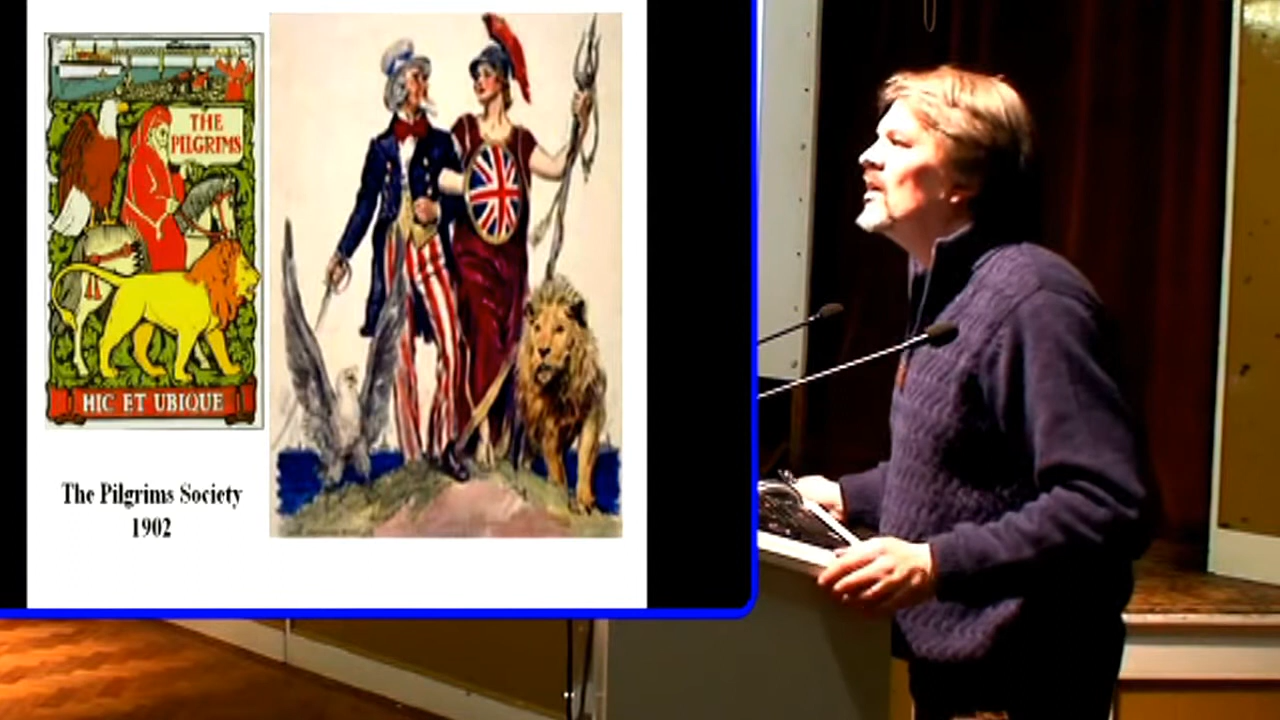 THE
PILGRIMS
HIC ET UBIQUE
The Pilgrims Society
1902